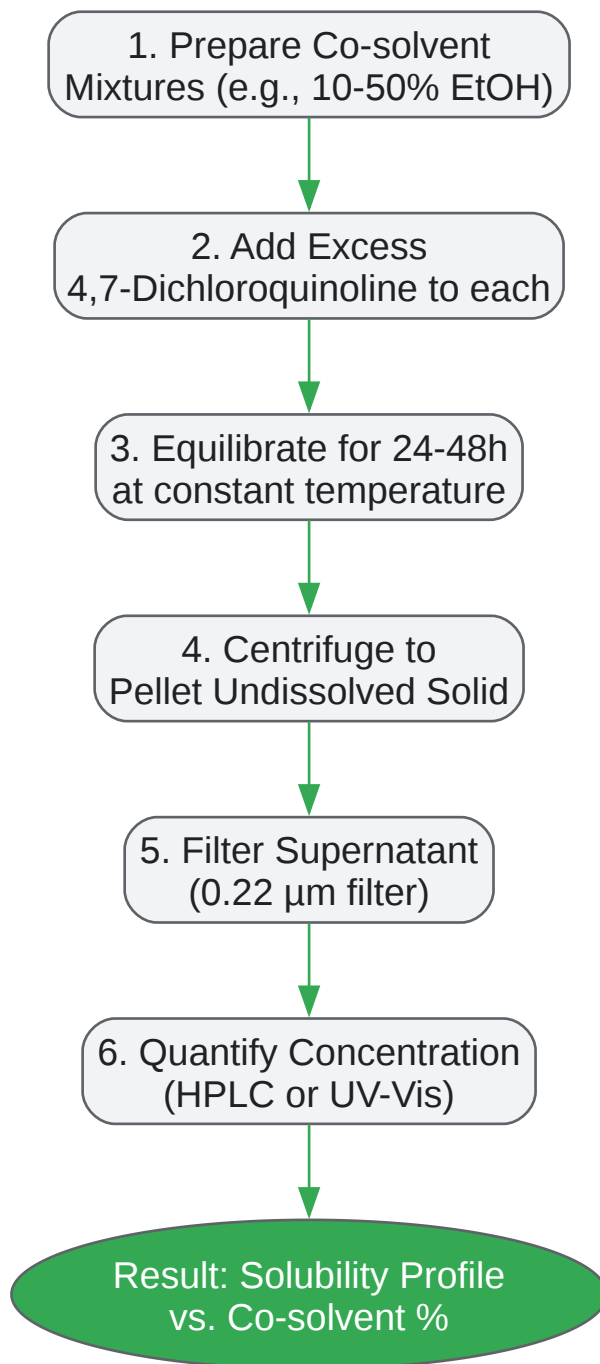 1. Prepare Co-solvent
Mixtures (e.g., 10-50% EtOH)
2. Add Excess
4,7-Dichloroquinoline to each
3. Equilibrate for 24-48h
at constant temperature
4. Centrifuge to
Pellet Undissolved Solid
5. Filter Supernatant
(0.22 µm filter)
6. Quantify Concentration
(HPLC or UV-Vis)
Result: Solubility Profile
vs. Co-solvent %